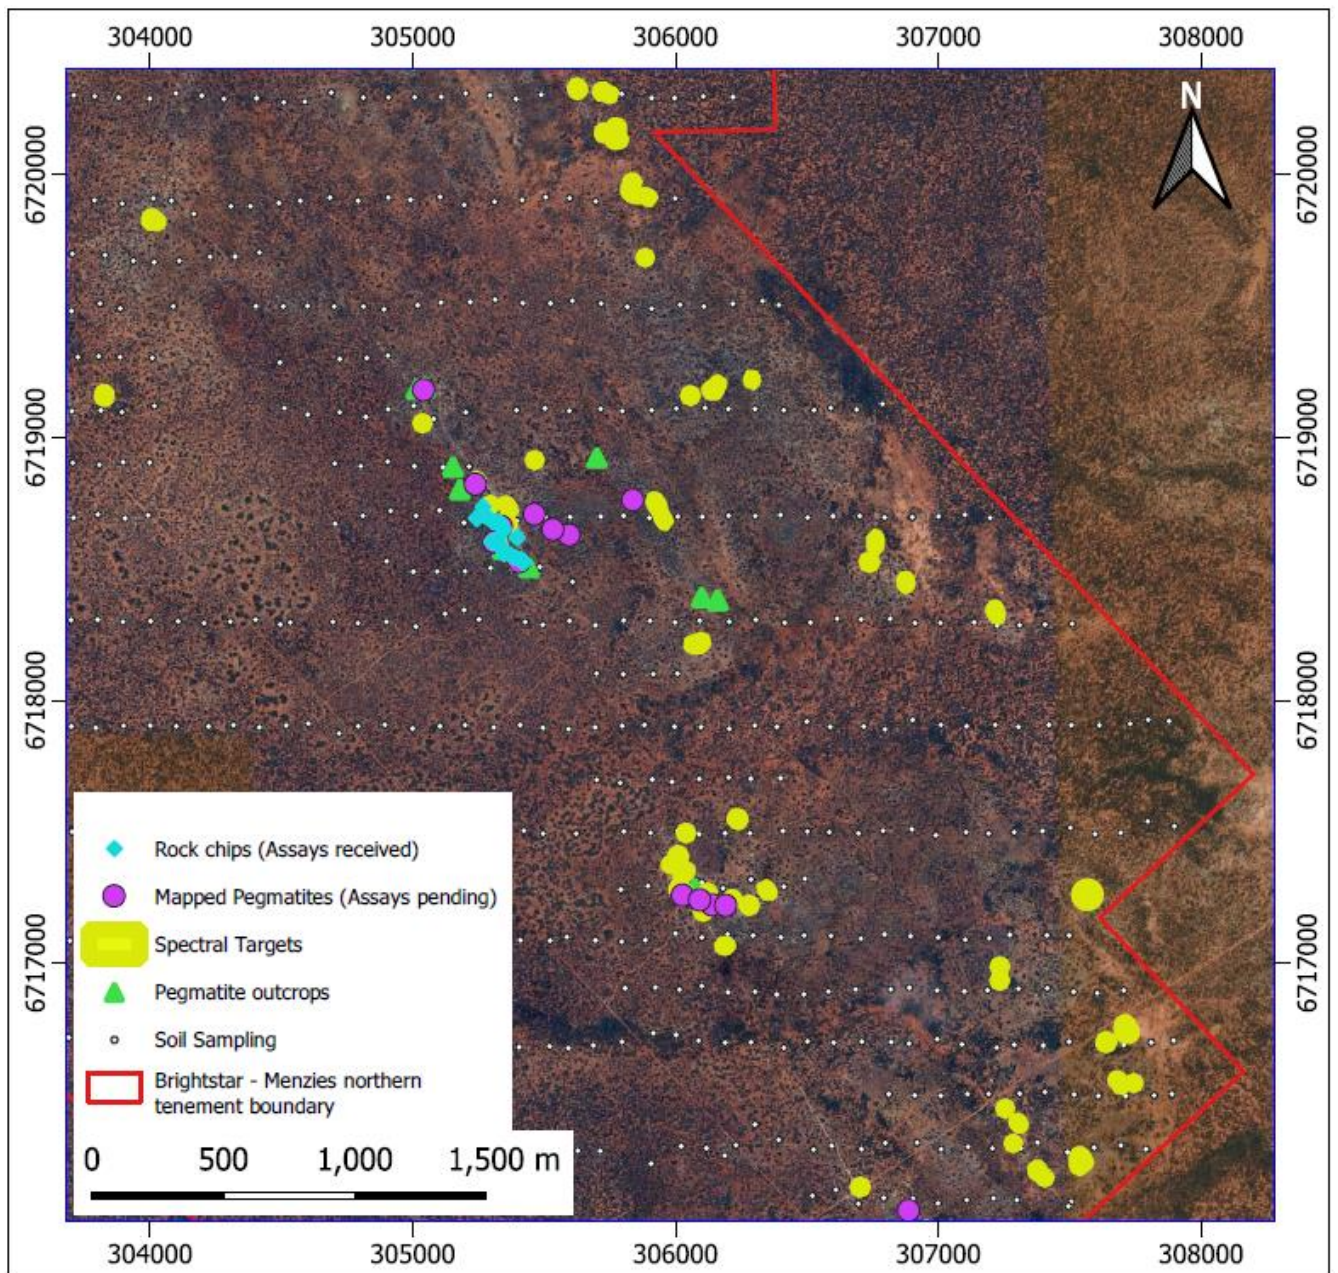 304000 305000 306000 307000 308000
N
6720000 6720000
6719000 6719000
6718000 6718000
6717000 6717000
Rock chips (Assays received)
Mapped Pegmatites (Assays pending)
Spectral Targets
Pegmatite outcrops
Soil Sampling
Brightstar - Menzies northern
tenement boundary
0 500 1,000 1,500 m
304000 305000 306000 307000 308000